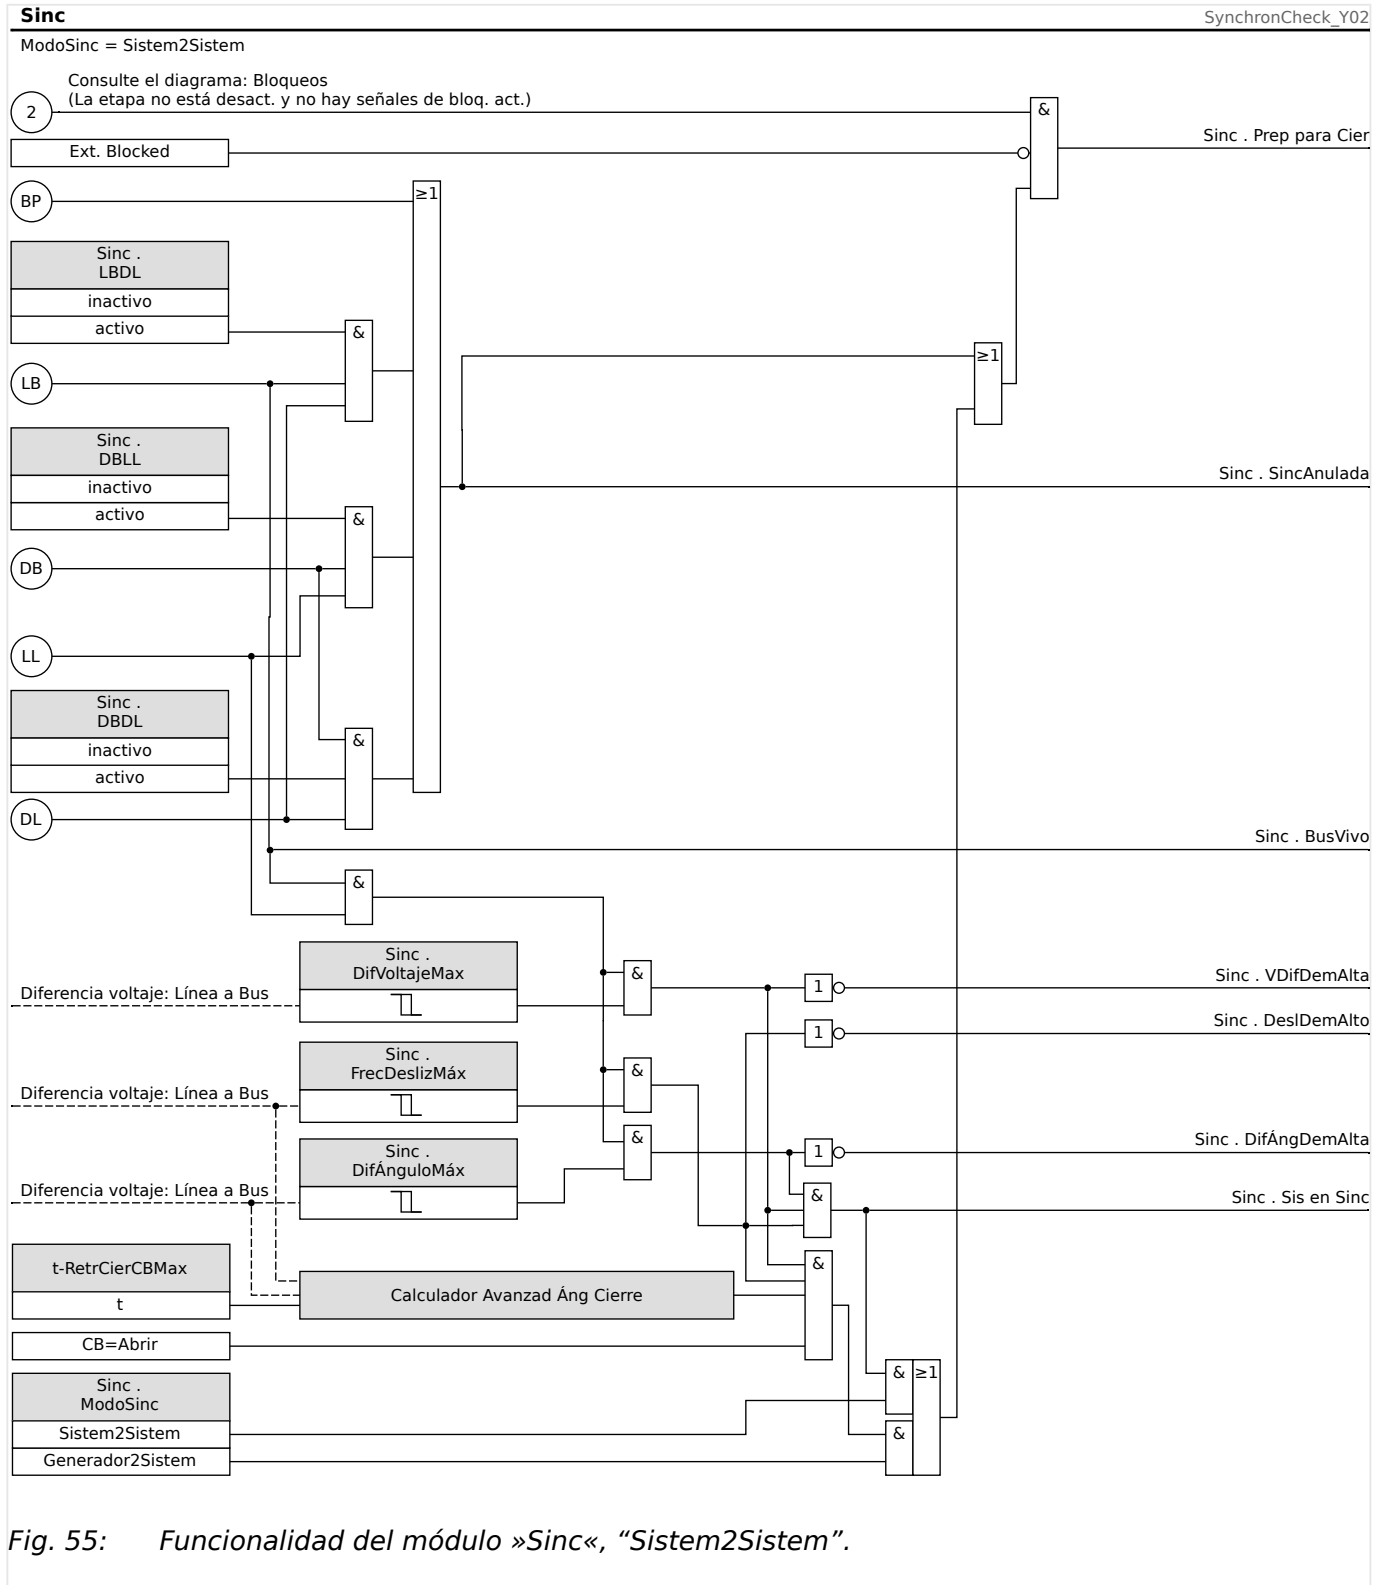 Sinc
SynchronCheck_Y02
ModoSinc = Sistem2Sistem
Consulte el diagrama: Bloqueos
(La etapa no está desact. y no hay señales de bloq. act.)
2
&
Sinc . Prep para Cier
Ext. Blocked
BP
≥1
Sinc .
LBDL
inactivo
activo
&
≥1
LB
Sinc .
DBLL
inactivo
activo
&
Sinc . SincAnulada
DB
LL
Sinc .
DBDL
inactivo
activo
&
DL
Sinc . BusVivo
&
Sinc .
DifVoltajeMax
Diferencia voltaje: Línea a Bus
&
1
Sinc . VDifDemAlta
1
Sinc . DeslDemAlto
Sinc .
FrecDeslizMáx
Diferencia voltaje: Línea a Bus
&
Sinc .
DifÁnguloMáx
Diferencia voltaje: Línea a Bus
&
1
Sinc . DifÁngDemAlta
&
Sinc . Sis en Sinc
t-RetrCierCBMax
t
Calculador Avanzad Áng Cierre
&
CB=Abrir
Sinc .
ModoSinc
Sistem2Sistem
Generador2Sistem
&
≥1
&
Fig. 55: Funcionalidad del módulo »Sinc«, “Sistem2Sistem”.